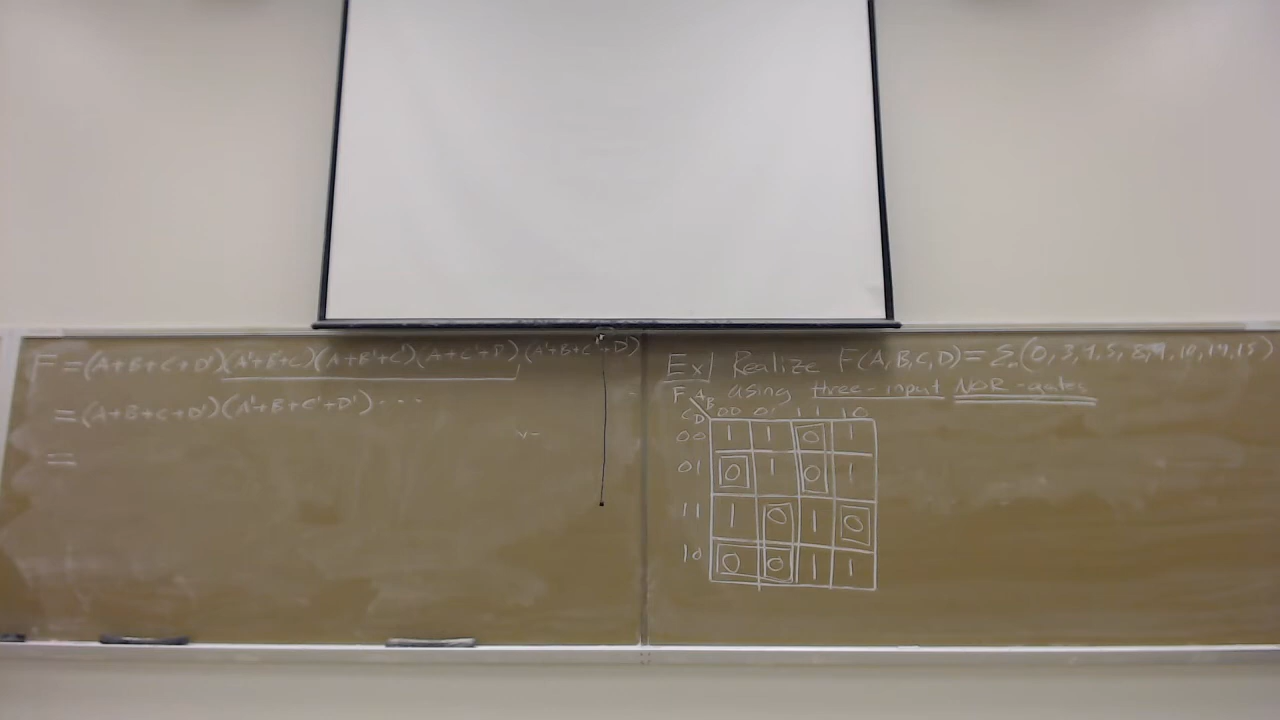 F = (A+B+C+D')(A'+B'+C)(A+B'+C')(A+C'+D)(A'+B+C'+D')
= (A+B+C+D')(A'+B+C'+D') ...
=
Ex| Realize F(A,B,C,D) = Σm(0, 3, 4, 5, 8, 9, 10, 14, 15)
using three-input NOR-gates
F AB
CD 00 01 11 10
00 1 1 0 1
01 0 1 0 1
11 1 0 1 0
10 0 0 1 1